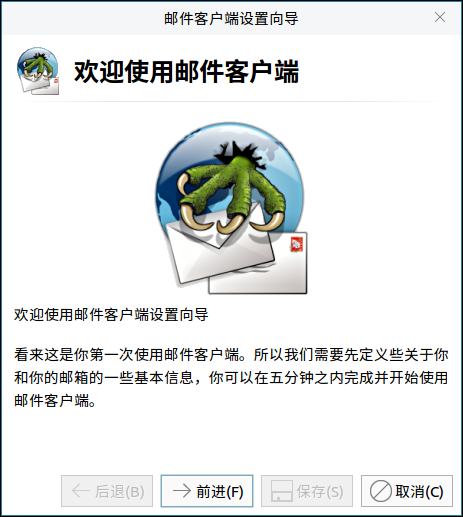 邮件客户端设置向导
欢迎使用邮件客户端
欢迎使用邮件客户端设置向导
看来这是你第一次使用邮件客户端。所以我们需要先定义些关于你
和你的邮箱的一些基本信息，你可以在五分钟之内完成并开始使用
邮件客户端。
后退(B) 前进(F) 保存(S) 取消(C)